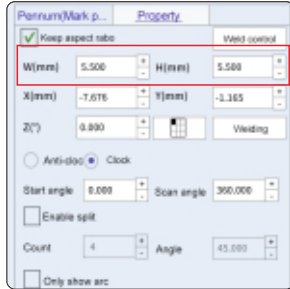 Pennum(Mark p... Property
Keep aspect ratio Weld control
W(mm) 5.500 + - H(mm) 5.500 + -
X(mm) -7.676 + - Y(mm) -1.165 + -
Z(°) 0.000 + - Welding
Anti-cloc Clock
Start angle 0.000 + - Scan angle 360.000 + -
Enable split
Count 4 + - Angle 45.000 + -
Only show arc